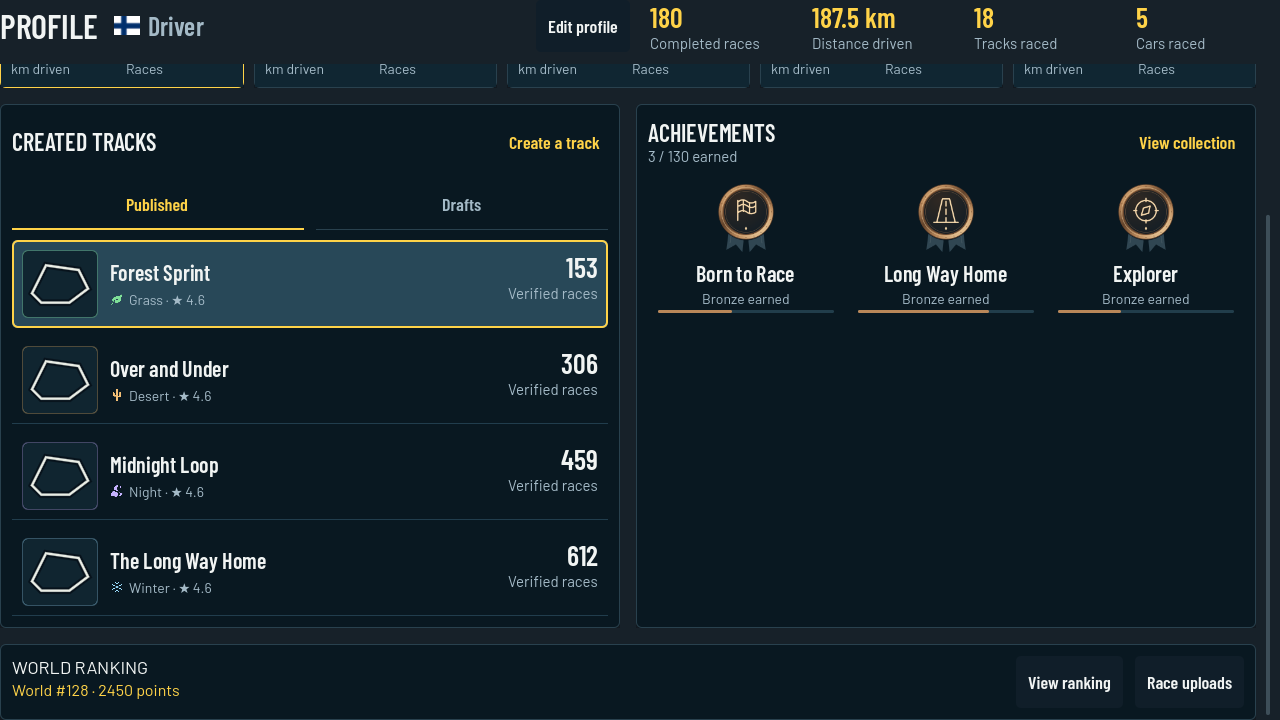 PROFILE
Driver
Edit profile
180
Completed races
187.5 km
Distance driven
18
Tracks raced
5
Cars raced
km driven Races
km driven Races
km driven Races
km driven Races
km driven Races
CREATED TRACKS
Create a track
Published
Drafts
Forest Sprint
Grass · ★ 4.6
153
Verified races
Over and Under
Desert · ★ 4.6
306
Verified races
Midnight Loop
Night · ★ 4.6
459
Verified races
The Long Way Home
Winter · ★ 4.6
612
Verified races
ACHIEVEMENTS
3 / 130 earned
View collection
Born to Race
Bronze earned
Long Way Home
Bronze earned
Explorer
Bronze earned
WORLD RANKING
World #128 · 2450 points
View ranking
Race uploads